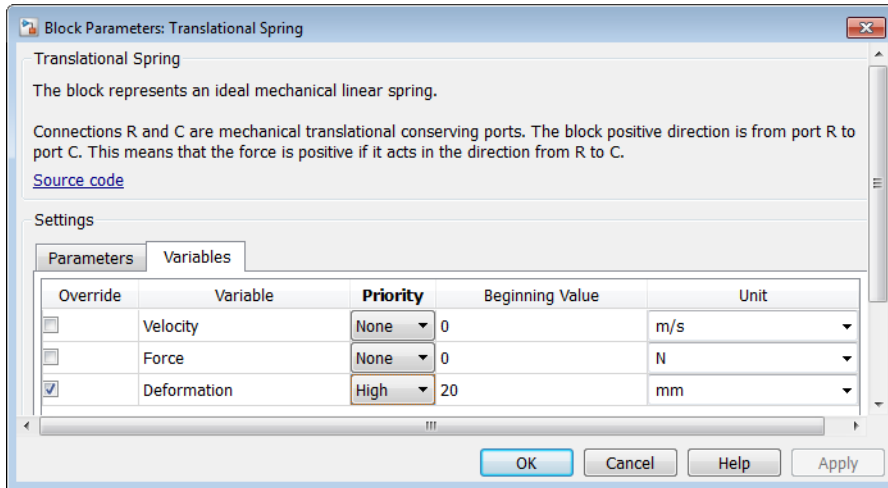 Block Parameters: Translational Spring
Translational Spring
The block represents an ideal mechanical linear spring.
Connections R and C are mechanical translational conserving ports. The block positive direction is from port R to
port C. This means that the force is positive if it acts in the direction from R to C.
Source code
Settings
Parameters Variables
Override Variable Priority Beginning Value Unit
Velocity None 0 m/s
Force None 0 N
Deformation High 20 mm
OK Cancel Help Apply